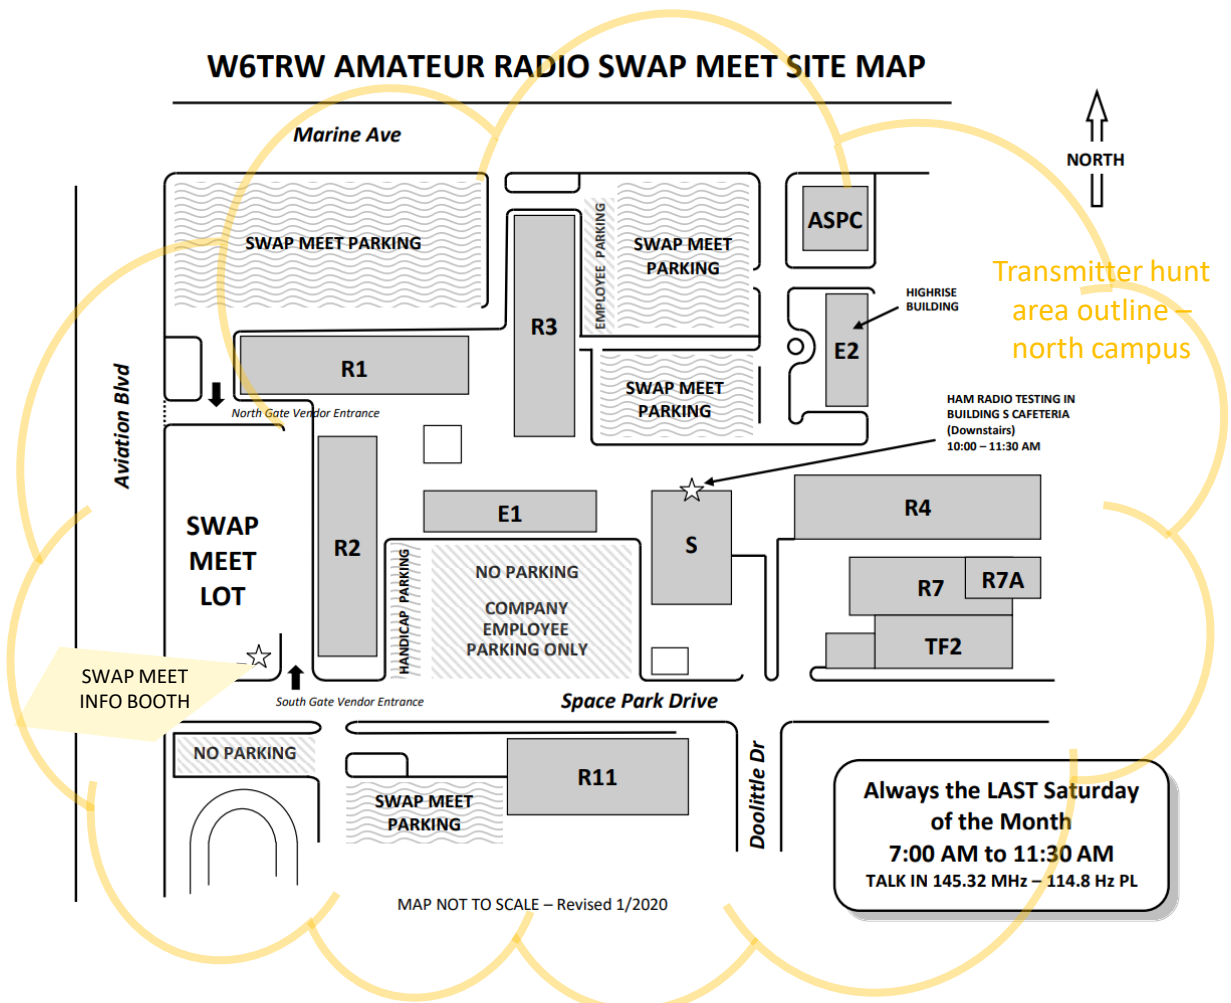 W6TRW AMATEUR RADIO SWAP MEET SITE MAP
Marine Ave
NORTH
SWAP MEET PARKING
EMPLOYEE PARKING
SWAP MEET
PARKING
ASPC
Transmitter hunt
area outline –
north campus
HIGHRISE
BUILDING
R3
R1
E2
SWAP MEET
PARKING
North Gate Vendor Entrance
Aviation Blvd
HAM RADIO TESTING IN
BUILDING S CAFETERIA
(Downstairs)
10:00 – 11:30 AM
SWAP
MEET
LOT
R2
E1
S
R4
HANDICAP PARKING
NO PARKING
COMPANY
EMPLOYEE
PARKING ONLY
R7
R7A
TF2
SWAP MEET
INFO BOOTH
South Gate Vendor Entrance
Space Park Drive
NO PARKING
R11
SWAP MEET
PARKING
Doolittle Dr
Always the LAST Saturday
of the Month
7:00 AM to 11:30 AM
TALK IN 145.32 MHz – 114.8 Hz PL
MAP NOT TO SCALE – Revised 1/2020